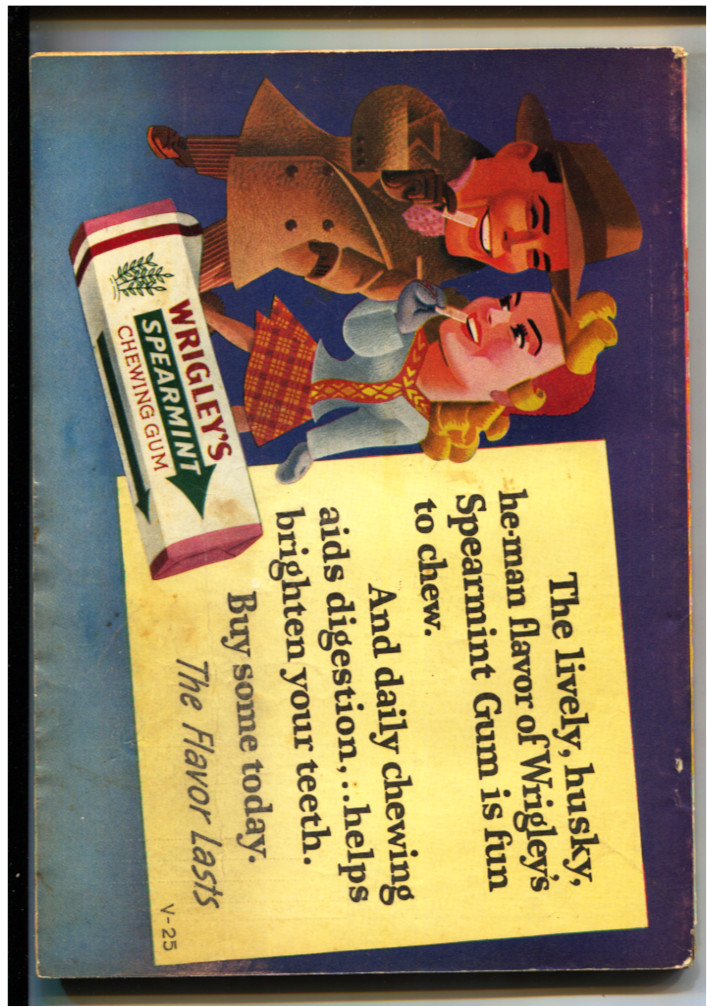 The lively, husky,
he-man flavor of Wrigley's
Spearmint Gum is fun
to chew.
And daily chewing
aids digestion,..helps
brighten your teeth.
Buy some today.
The Flavor Lasts
V-25
WRIGLEY'S
SPEARMINT
CHEWING GUM